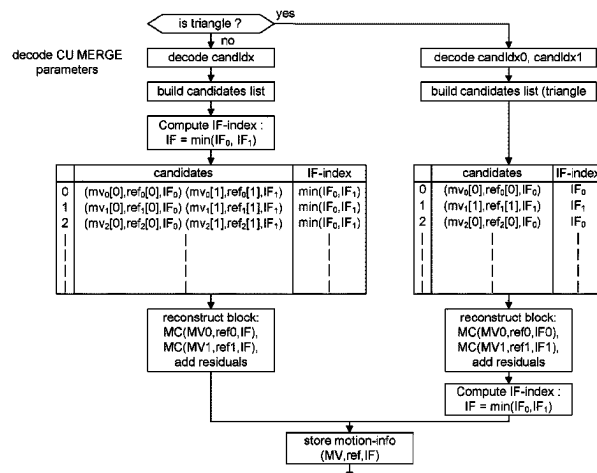 is triangle ?
yes
no
decode CU MERGE
parameters
decode candIdx
build candidates list
Compute IF-index :
IF = min(IF₀, IF₁)
candidates IF-index
0 (mv₀[0],ref₀[0],IF₀) (mv₀[1],ref₀[1],IF₁) min(IF₀,IF₁)
1 (mv₁[0],ref₁[0],IF₀) (mv₁[1],ref₁[1],IF₁) min(IF₀,IF₁)
2 (mv₂[0],ref₂[0],IF₀) (mv₂[1],ref₂[1],IF₁) min(IF₀,IF₁)
reconstruct block:
MC(MV0,ref0,IF),
MC(MV1,ref1,IF),
add residuals
decode candIdx0, candIdx1
build candidates list (triangle
candidates IF-index
0 (mv₀[0],ref₀[0],IF₀) IF₀
1 (mv₁[1],ref₁[1],IF₁) IF₁
2 (mv₂[0],ref₂[0],IF₀) IF₀
reconstruct block:
MC(MV0,ref0,IF0),
MC(MV1,ref1,IF1),
add residuals
Compute IF-index :
IF = min(IF₀,IF₁)
store motion-info
(MV,ref,IF)